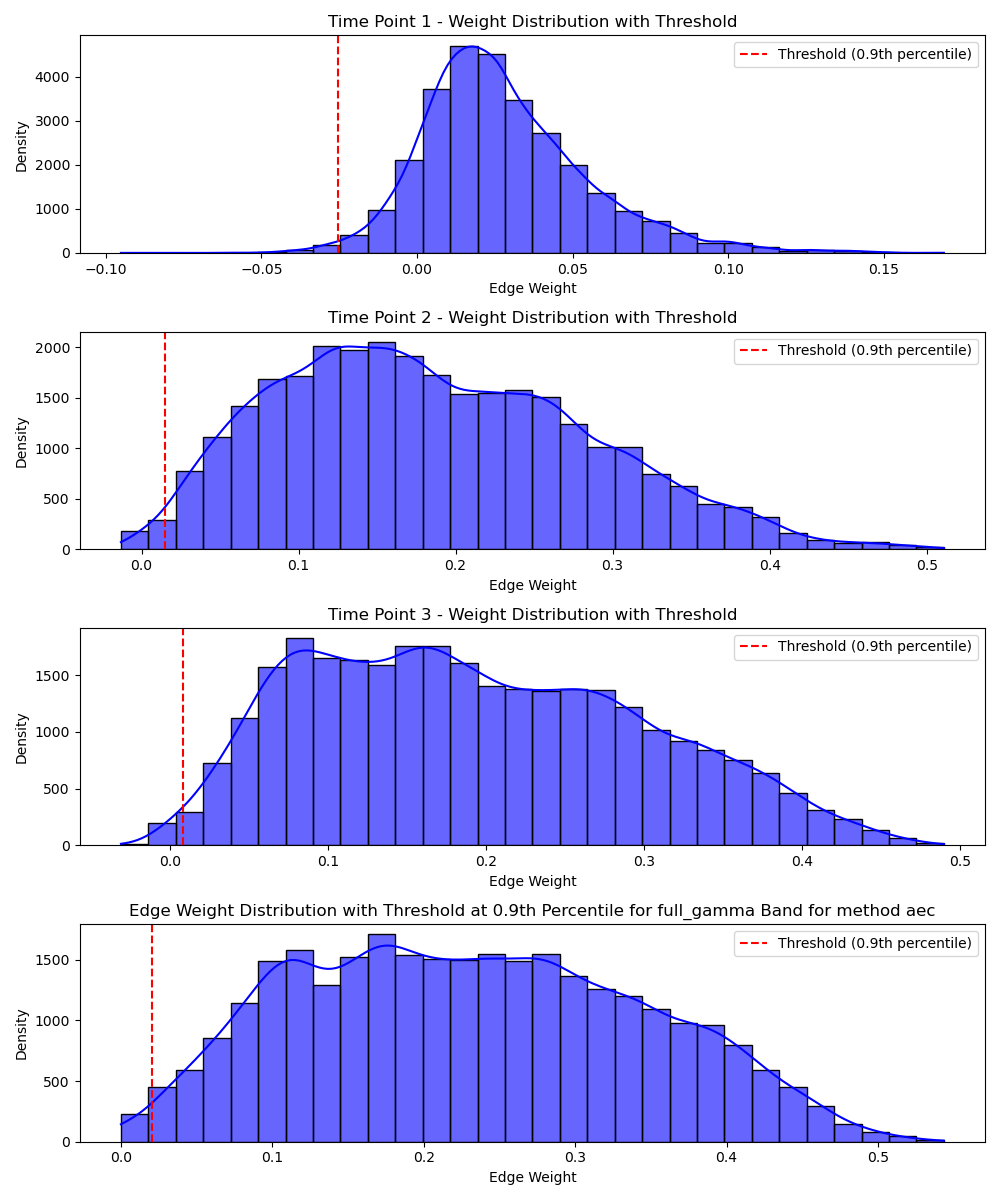 Time Point 1 - Weight Distribution with Threshold
Threshold (0.9th percentile)
Density
4000
3000
2000
1000
0
−0.10 −0.05 0.00 0.05 0.10 0.15
Edge Weight
Time Point 2 - Weight Distribution with Threshold
Threshold (0.9th percentile)
Density
2000
1500
1000
500
0
0.0 0.1 0.2 0.3 0.4 0.5
Edge Weight
Time Point 3 - Weight Distribution with Threshold
Threshold (0.9th percentile)
Density
1500
1000
500
0
0.0 0.1 0.2 0.3 0.4 0.5
Edge Weight
Edge Weight Distribution with Threshold at 0.9th Percentile for full_gamma Band for method aec
Threshold (0.9th percentile)
Density
1500
1000
500
0
0.0 0.1 0.2 0.3 0.4 0.5
Edge Weight